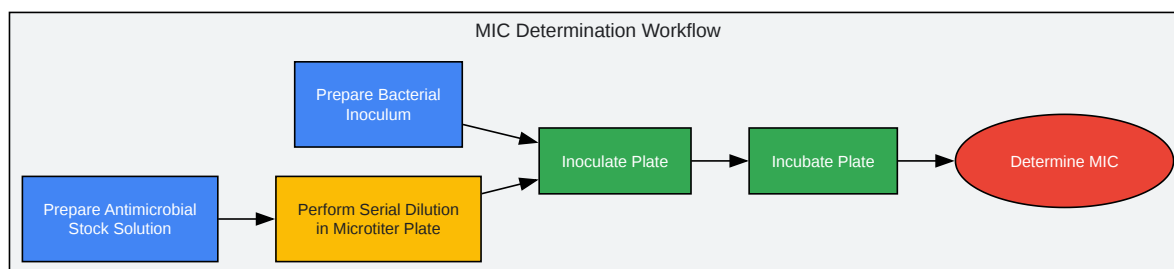 MIC Determination Workflow
Prepare Bacterial
Inoculum
Prepare Antimicrobial
Stock Solution
Perform Serial Dilution
in Microtiter Plate
Inoculate Plate
Incubate Plate
Determine MIC